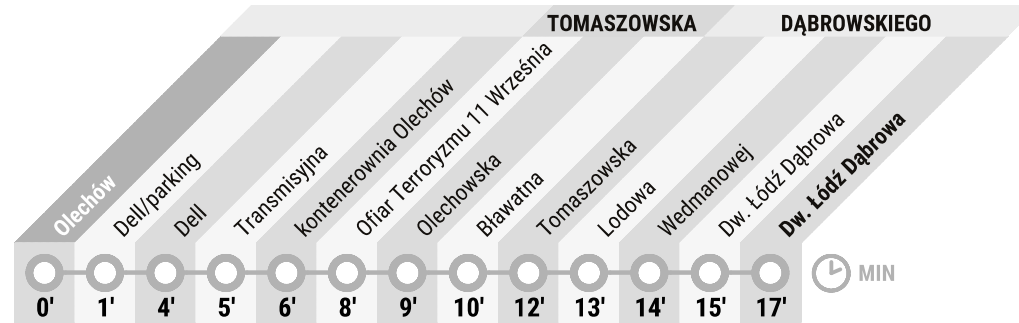 TOMASZOWSKA
DĄBROWSKIEGO
Olechów
Dell/parking
Dell
Transmisyjna
kontenerownia Olechów
Ofiar Terroryzmu 11 Września
Olechowska
Bławatna
Tomaszowska
Lodowa
Wedmanowej
Dw. Łódź Dąbrowa
Dw. Łódź Dąbrowa
0' 1' 4' 5' 6' 8' 9' 10' 12' 13' 14' 15' 17' MIN